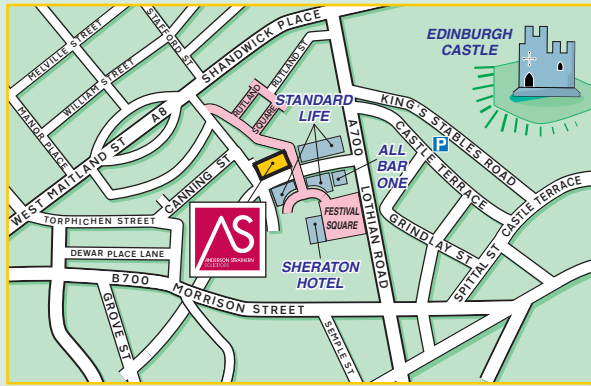 EDINBURGH
CASTLE
MELVILLE STREET
STAFFORD ST
SHANDWICK PLACE
WILLIAM STREET
RUTLAND ST
RUTLAND
SQUARE
MANOR PLACE
A8
WEST MAITLAND ST
STANDARD
LIFE
A700
KING'S STABLES ROAD
P
CASTLE TERRACE
ALL
BAR
ONE
CANNING ST
LOTHIAN ROAD
CASTLE TERRACE
TORPHICHEN STREET
FESTIVAL
SQUARE
GRINDLAY ST
AS
ANDERSON STRATHERN
SOLICITORS
DEWAR PLACE LANE
SHERATON
HOTEL
SPITTAL ST
B700
MORRISON STREET
GROVE ST
SEMPLE ST